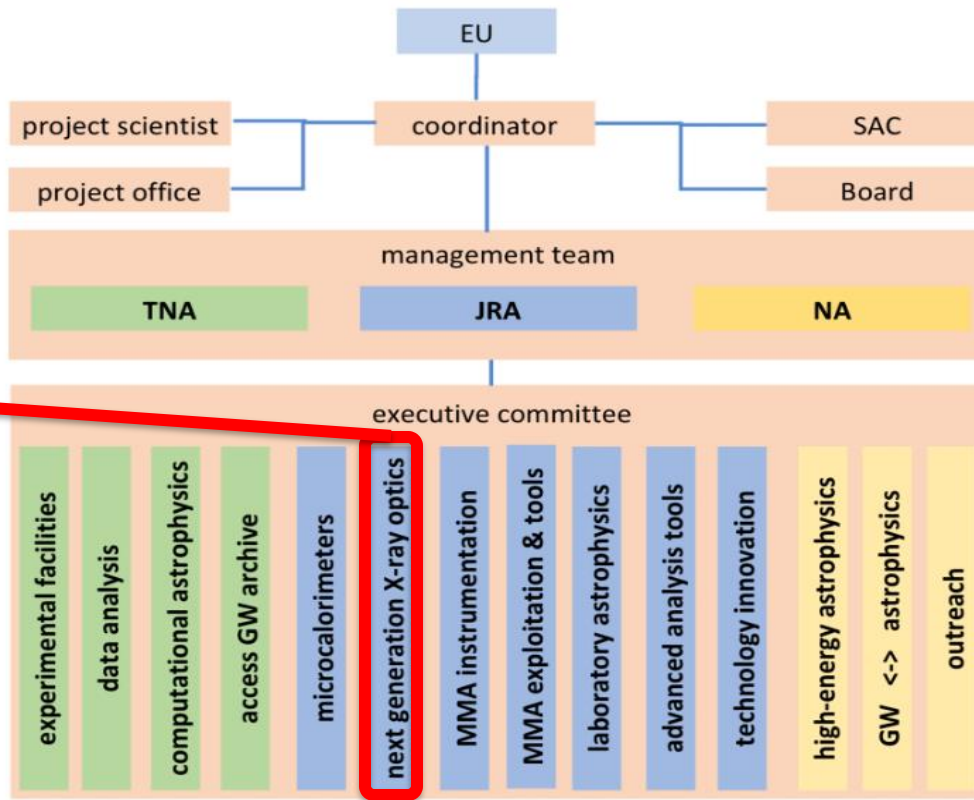 EU
project scientist
coordinator
SAC
project office
Board
management team
TNA
JRA
NA
executive committee
experimental facilities
data analysis
computational astrophysics
access GW archive
microcalorimeters
next generation X-ray optics
MMA instrumentation
MMA exploitation & tools
laboratory astrophysics
advanced analysis tools
technology innovation
high-energy astrophysics
GW <-> astrophysics
outreach